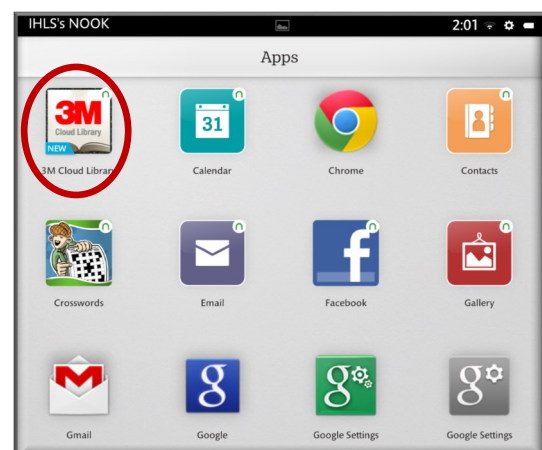 IHLS's NOOK 2:01
Apps
3M
Cloud Library
NEW
31
3M Cloud Library Calendar Chrome Contacts
f
Crosswords Email Facebook Gallery
M g g g
Gmail Google Google Settings Google Settings